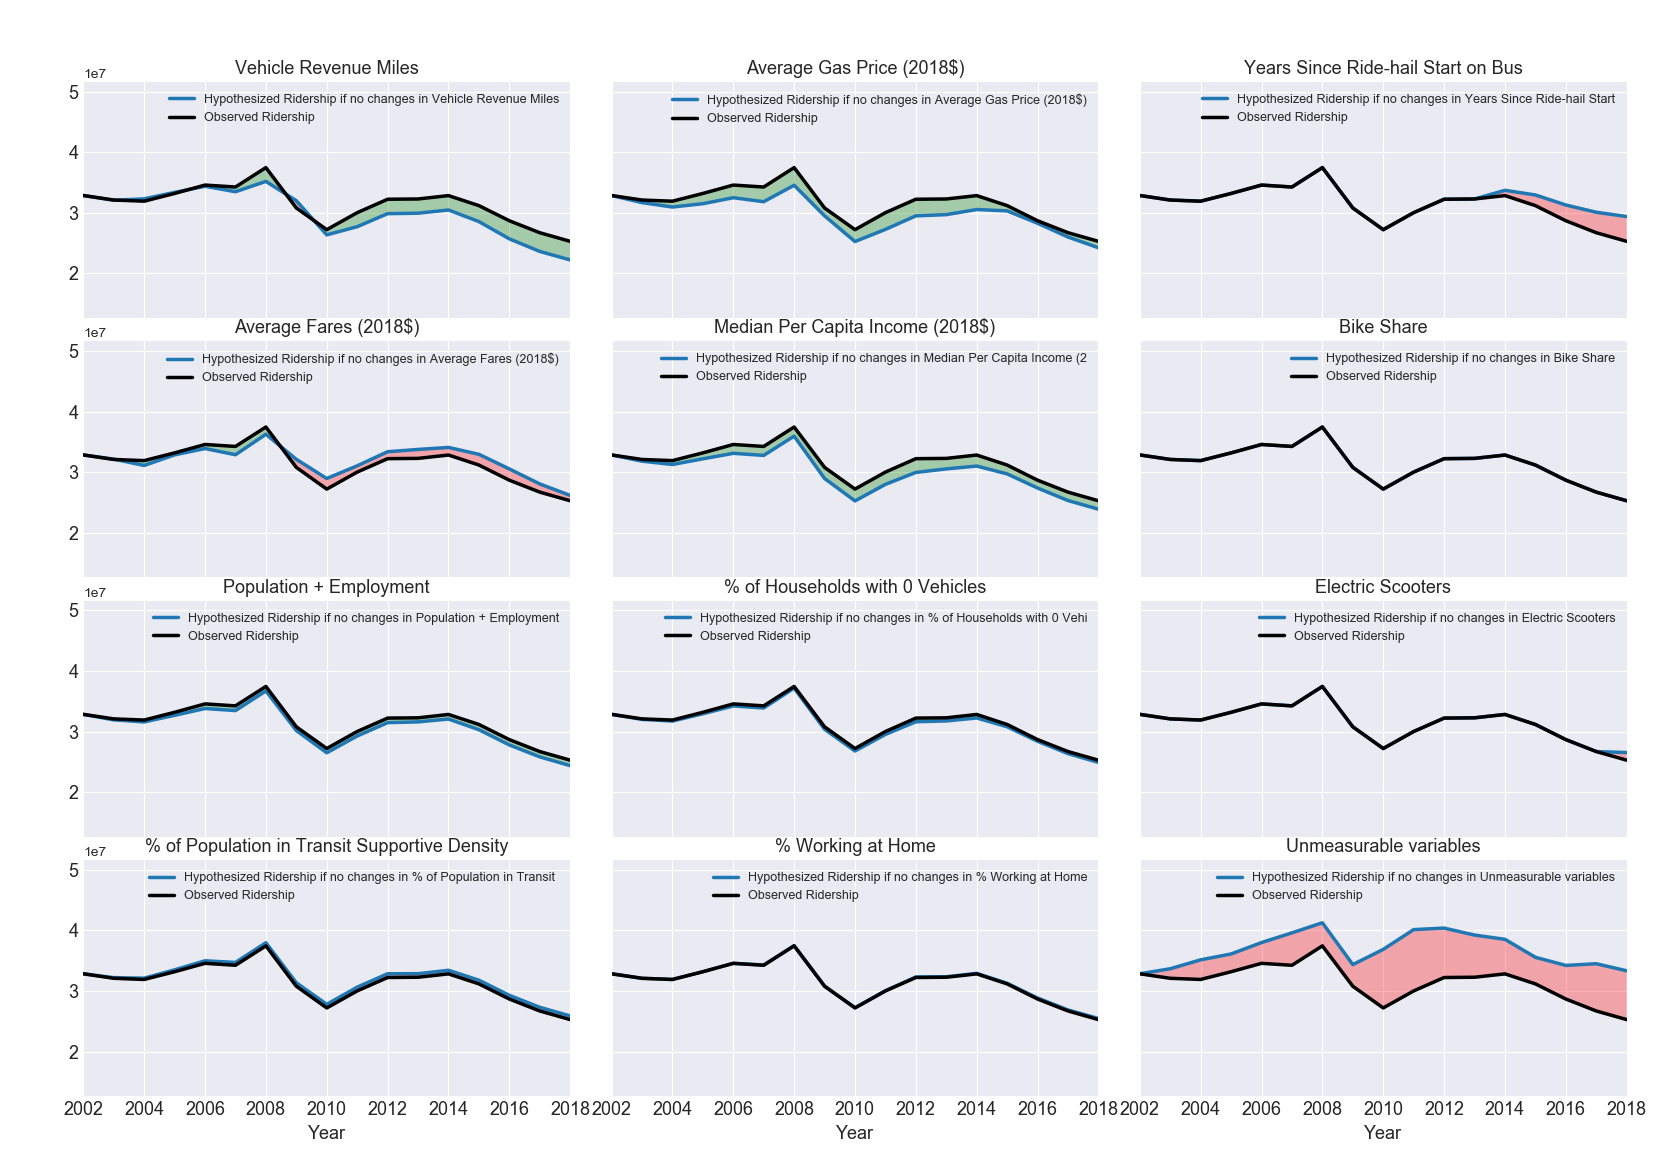 Vehicle Revenue Miles
1e7
5
4
3
2
Hypothesized Ridership if no changes in Vehicle Revenue Miles
Observed Ridership
Average Gas Price (2018$)
Hypothesized Ridership if no changes in Average Gas Price (2018$)
Observed Ridership
Years Since Ride-hail Start on Bus
Hypothesized Ridership if no changes in Years Since Ride-hail Start
Observed Ridership
Average Fares (2018$)
1e7
5
4
3
2
Hypothesized Ridership if no changes in Average Fares (2018$)
Observed Ridership
Median Per Capita Income (2018$)
Hypothesized Ridership if no changes in Median Per Capita Income (2
Observed Ridership
Bike Share
Hypothesized Ridership if no changes in Bike Share
Observed Ridership
Population + Employment
1e7
5
4
3
2
Hypothesized Ridership if no changes in Population + Employment
Observed Ridership
% of Households with 0 Vehicles
Hypothesized Ridership if no changes in % of Households with 0 Vehi
Observed Ridership
Electric Scooters
Hypothesized Ridership if no changes in Electric Scooters
Observed Ridership
% of Population in Transit Supportive Density
1e7
5
4
3
2
Hypothesized Ridership if no changes in % of Population in Transit
Observed Ridership
2002 2004 2006 2008 2010 2012 2014 2016 2018
Year
% Working at Home
Hypothesized Ridership if no changes in % Working at Home
Observed Ridership
2002 2004 2006 2008 2010 2012 2014 2016 2018
Year
Unmeasurable variables
Hypothesized Ridership if no changes in Unmeasurable variables
Observed Ridership
2002 2004 2006 2008 2010 2012 2014 2016 2018
Year